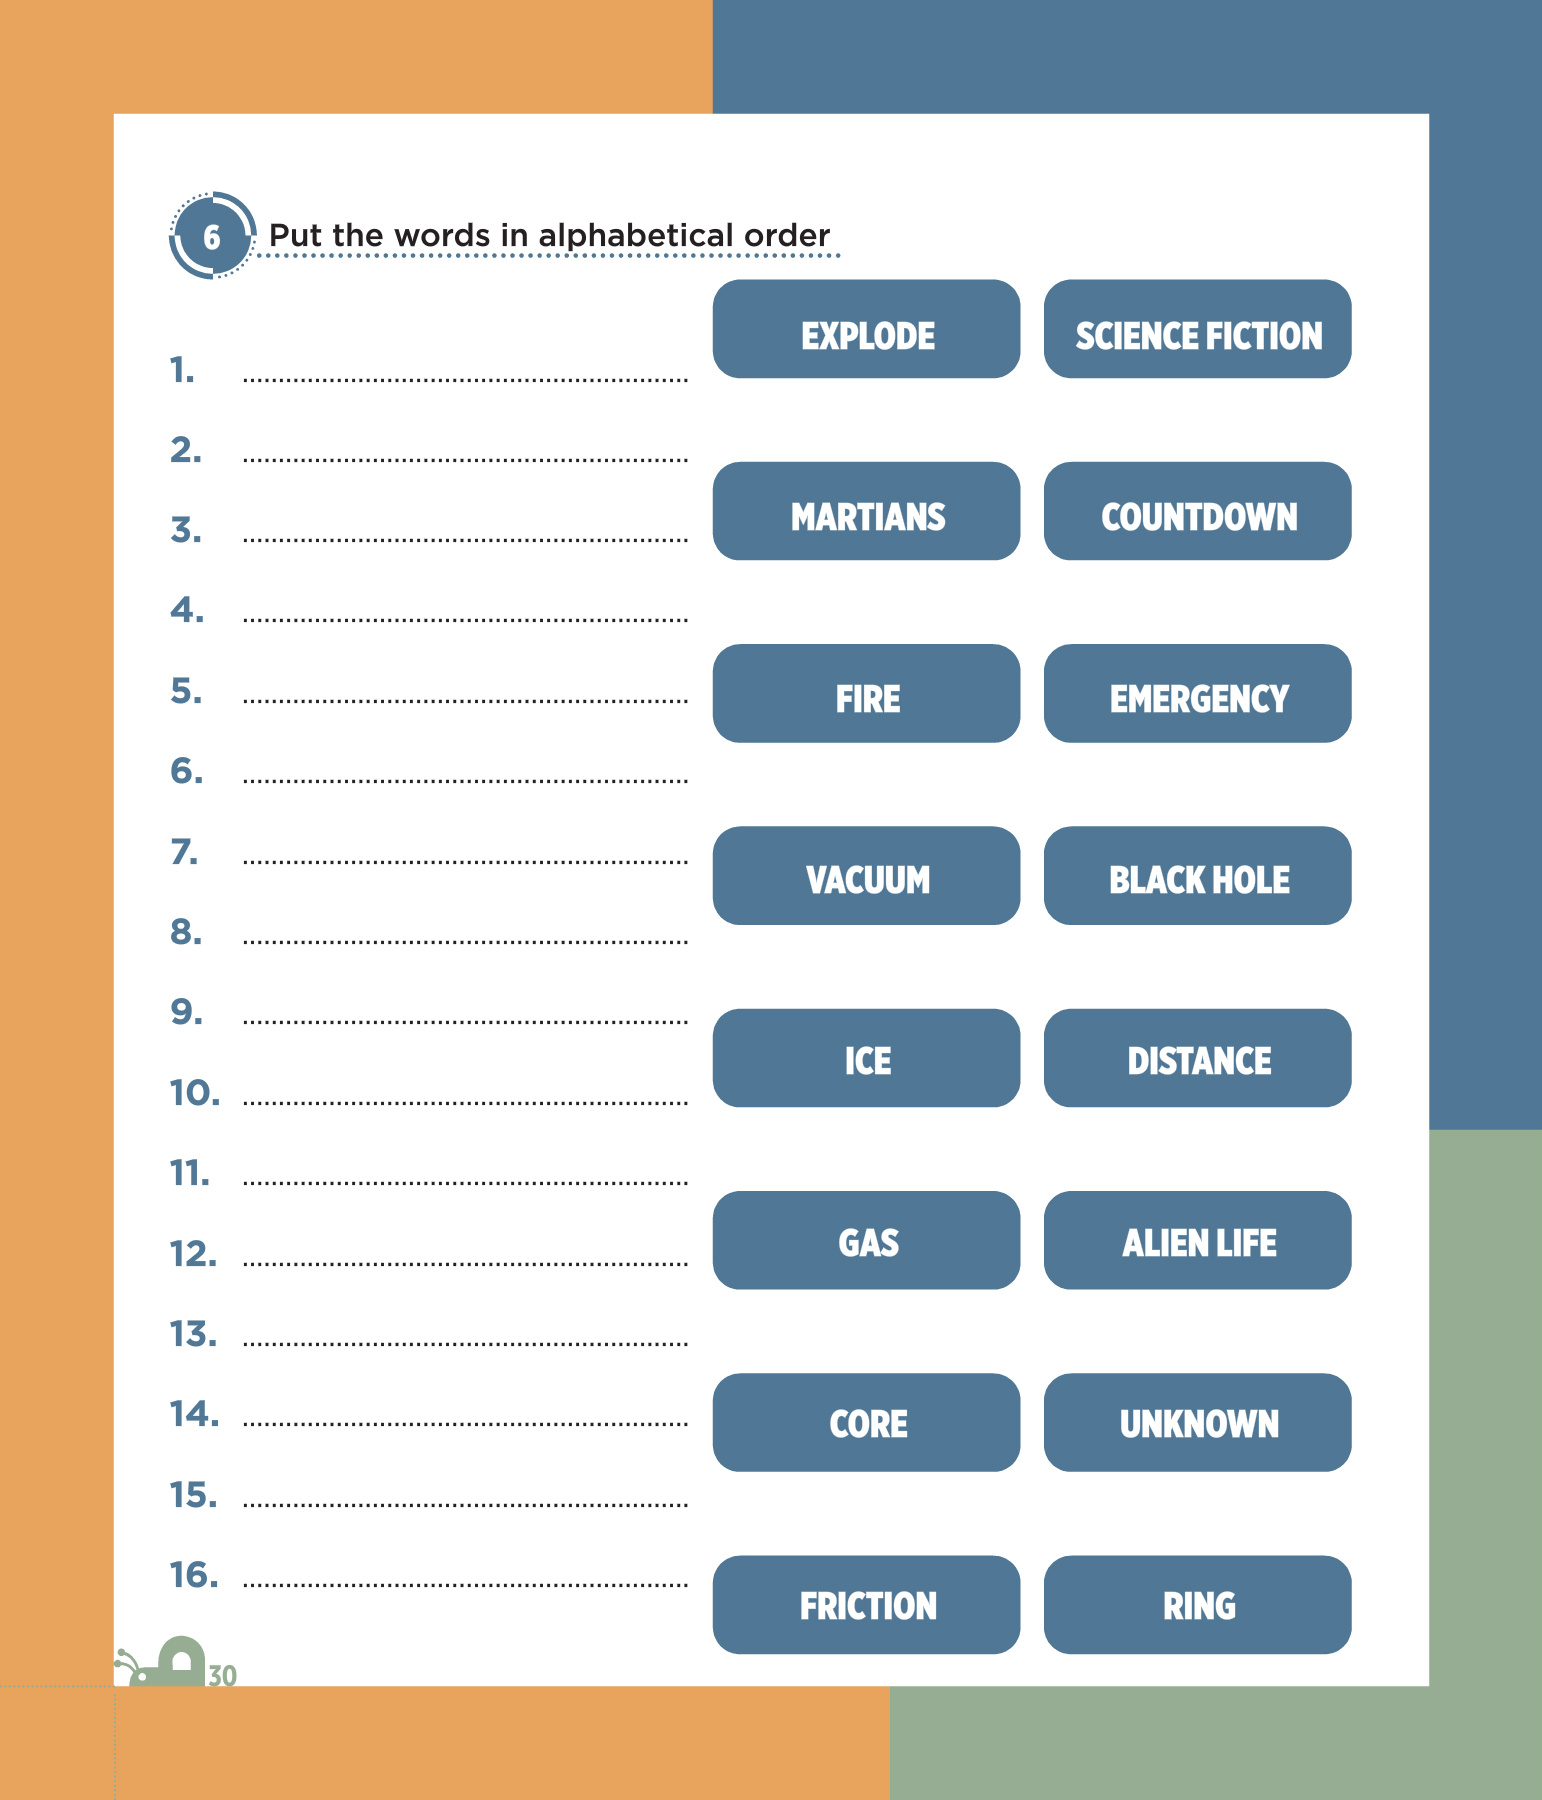 6 Put the words in alphabetical order
1. ........................................
2. ........................................
3. ........................................
4. ........................................
5. ........................................
6. ........................................
7. ........................................
8. ........................................
9. ........................................
10. ........................................
11. ........................................
12. ........................................
13. ........................................
14. ........................................
15. ........................................
16. ........................................
EXPLODE SCIENCE FICTION
MARTIANS COUNTDOWN
FIRE EMERGENCY
VACUUM BLACK HOLE
ICE DISTANCE
GAS ALIEN LIFE
CORE UNKNOWN
FRICTION RING
30